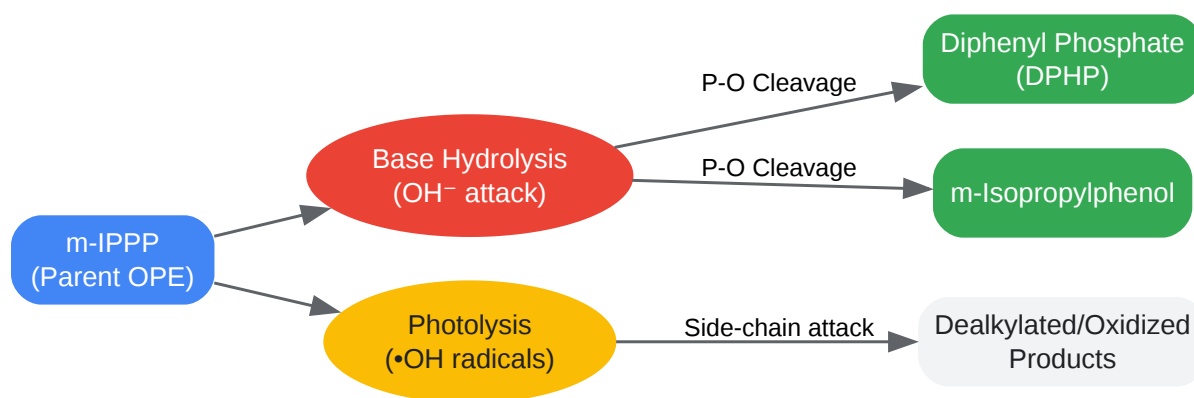 m-IPPP
(Parent OPE)
Base Hydrolysis
(OH⁻ attack)
Photolysis
(•OH radicals)
P-O Cleavage
P-O Cleavage
Side-chain attack
Diphenyl Phosphate
(DPHP)
m-Isopropylphenol
Dealkylated/Oxidized
Products